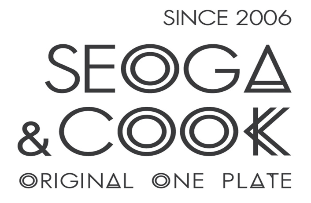 SINCE 2006
SEOGA
&COOK
ORIGINAL ONE PLATE